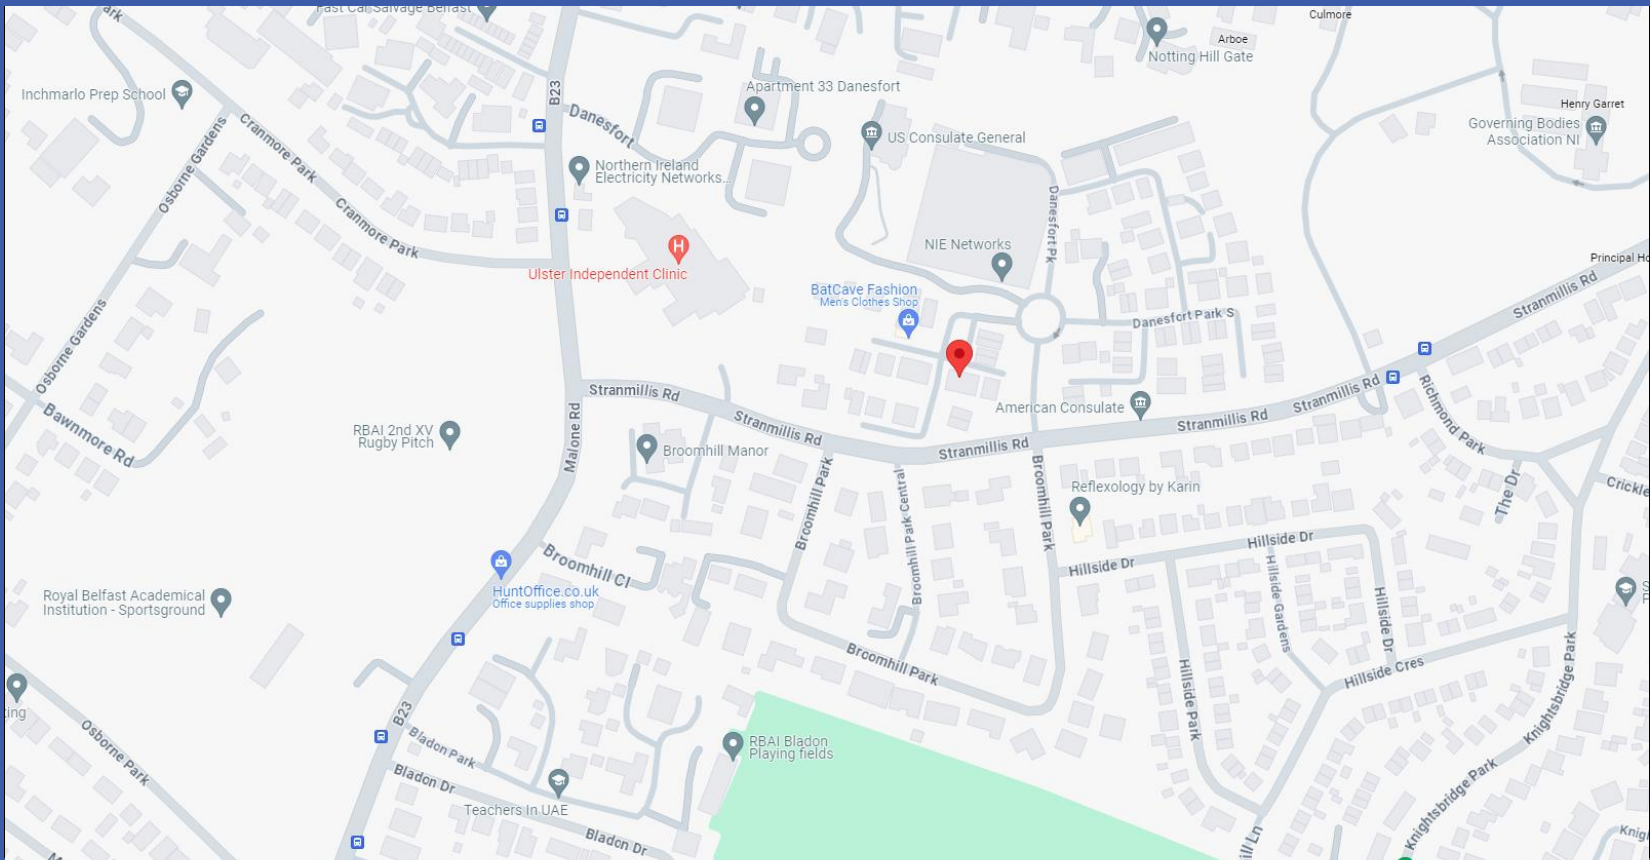 Fast Car Salvage Belfast
Culmore
Arboe
Notting Hill Gate
Park
Inchmarlo Prep School
B23
Apartment 33 Danesfort
Henry Garret
Governing Bodies
Association NI
Danesfort
US Consulate General
Cranmore Park
Osborne Gardens
Northern Ireland
Electricity Networks...
Danesfort Pk
Cranmore Park
NIE Networks
Ulster Independent Clinic
BatCave Fashion
Men's Clothes Shop
Principal Ho
Stranmillis Rd
Danesfort Park S
Osborne Gardens
Stranmillis Rd
Stranmillis Rd
Stranmillis Rd
Stranmillis Rd
Stranmillis Rd
American Consulate
Richmond Park
Bawnmore Rd
RBAI 2nd XV
Rugby Pitch
Malone Rd
Broomhill Manor
Broomhill Park
Broomhill Park Central
Broomhill Park
Reflexology by Karin
The Dr
Crickle
Hillside Dr
Hillside Dr
Broomhill Cl
HuntOffice.co.uk
Office supplies shop
Royal Belfast Academical
Institution - Sportsground
Hillside Gardens
Hillside Dr
Hillside Cres
Broomhill Park
Hillside Park
Knightsbridge Park
B23
Osborne Park
Bladon Park
Bladon Dr
RBAI Bladon
Playing fields
Teachers In UAE
Bladon Dr
Knightsbridge Park
ill Ln
Knig